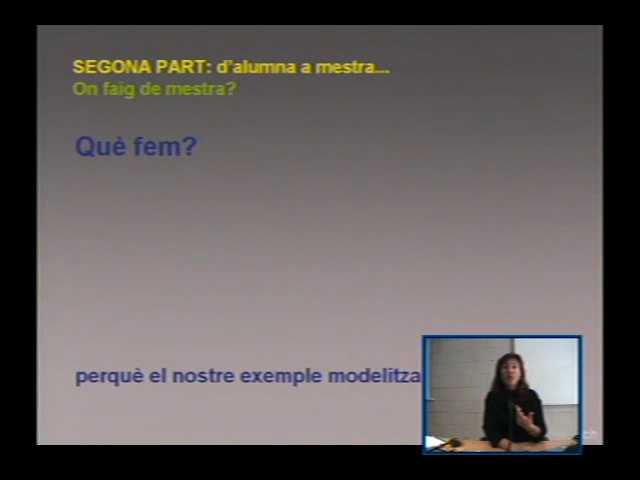 SEGONA PART: d'alumna a mestra...
On faig de mestra?
Què fem?
perquè el nostre exemple modelitza